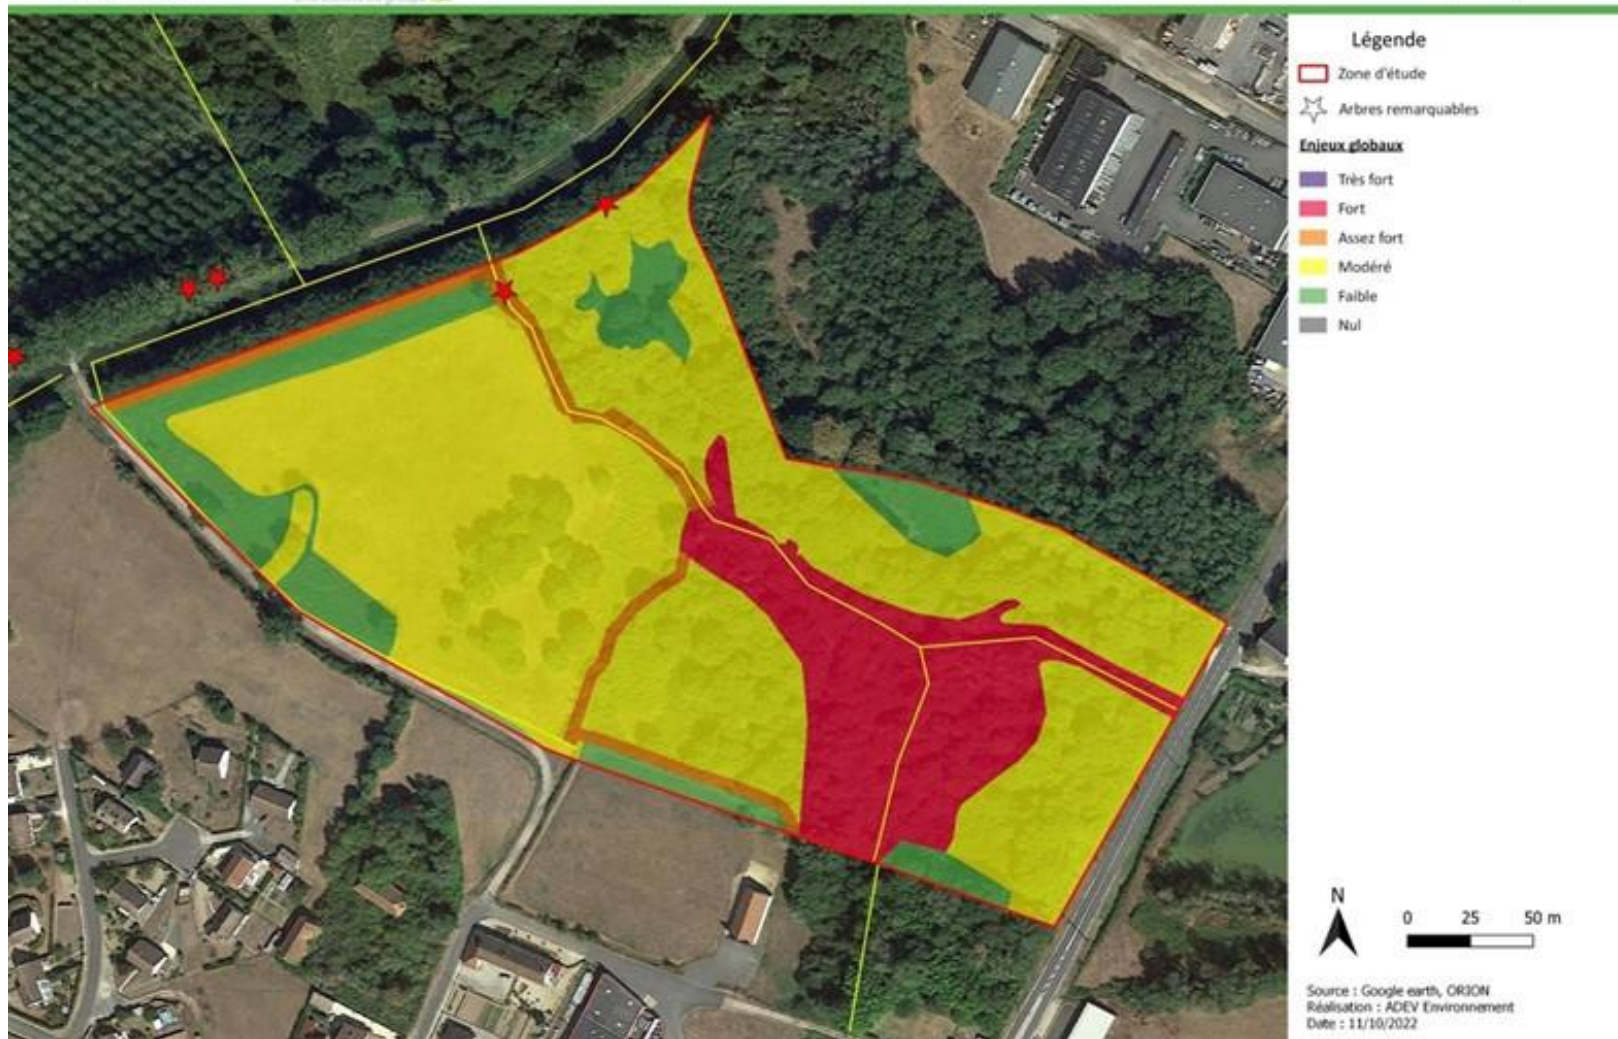 Légende
Zone d'étude
Arbres remarquables
Enjeux globaux
Très fort
Fort
Assez fort
Modéré
Faible
Nul
N
0 25 50 m
Source : Google earth, ORION
Réalisation : ADEV Environnement
Date : 11/10/2022